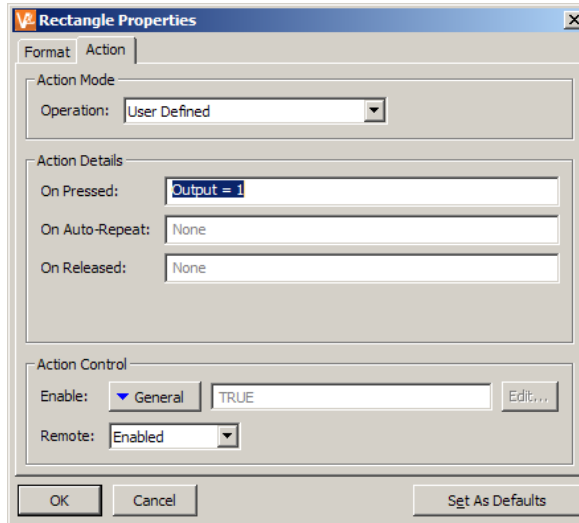 Rectangle Properties
Format Action
Action Mode
Operation: User Defined
Action Details
On Pressed: Output = 1
On Auto-Repeat: None
On Released: None
Action Control
Enable: General TRUE Edit...
Remote: Enabled
OK Cancel Set As Defaults